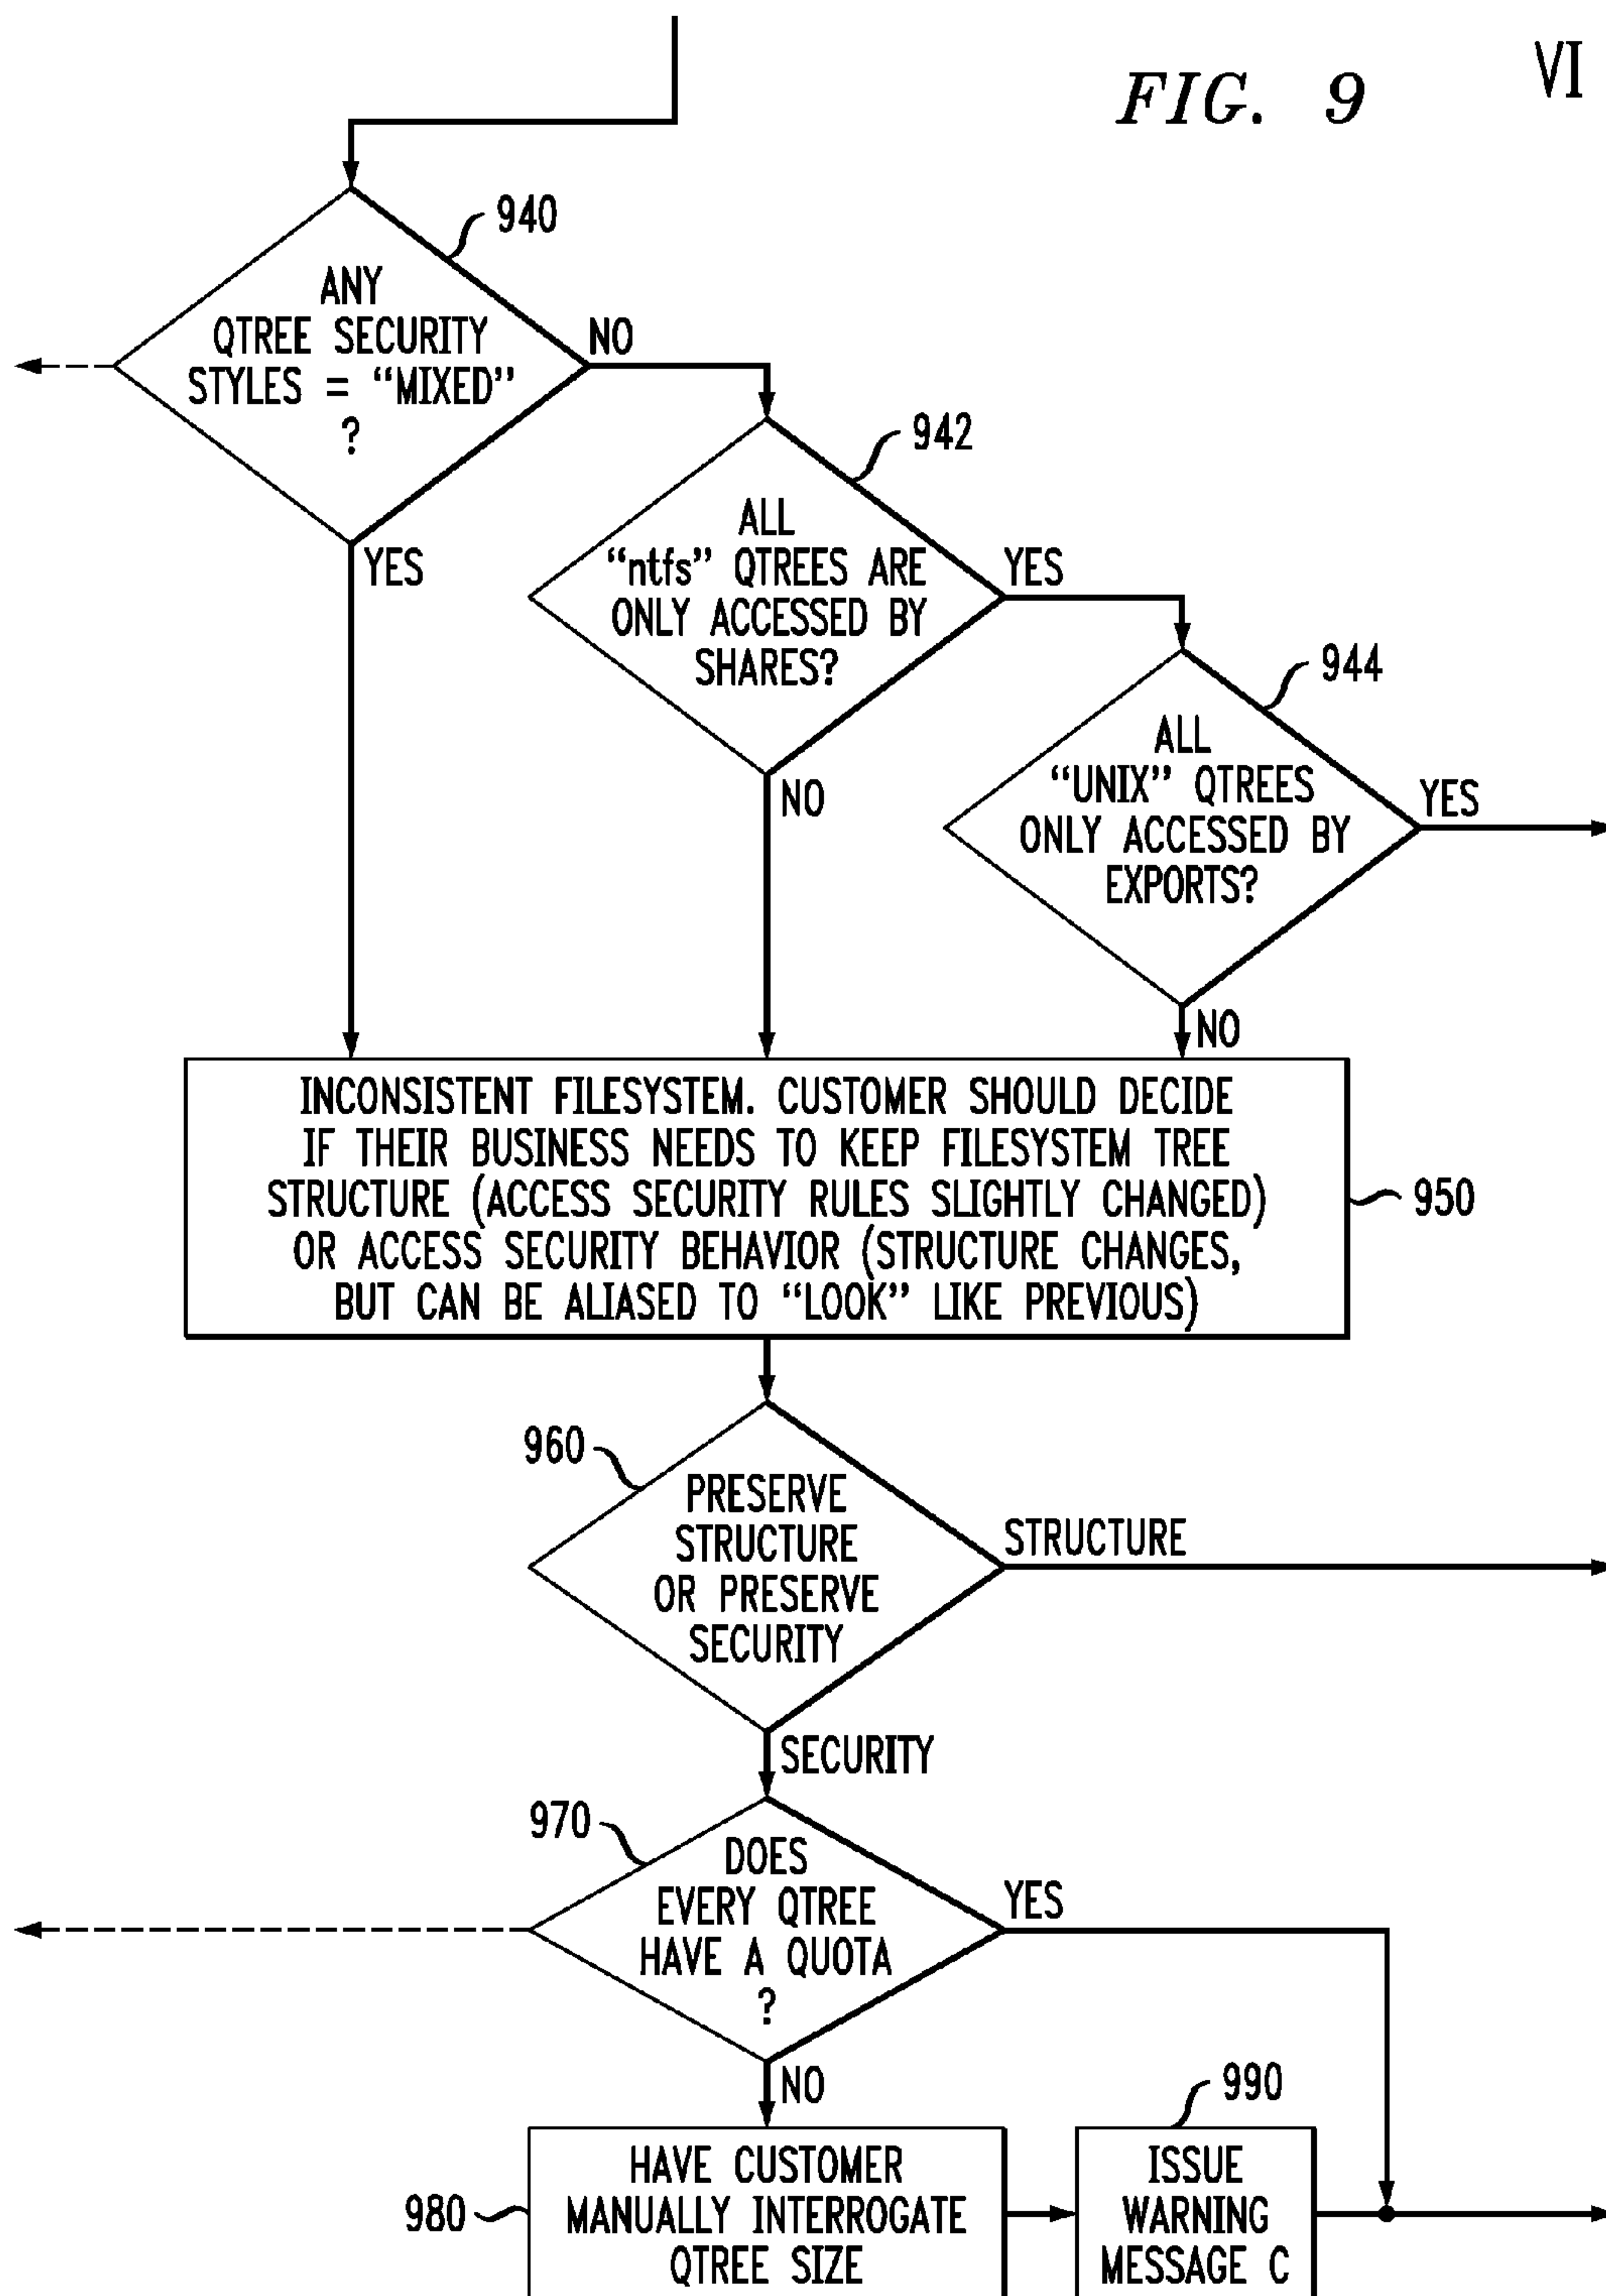 FIG. 9
VI
940
ANY
QTREE SECURITY
STYLES = “MIXED”
?
NO
YES
942
ALL
“ntfs” QTREES ARE
ONLY ACCESSED BY
SHARES?
YES
NO
944
ALL
“UNIX” QTREES
ONLY ACCESSED BY
EXPORTS?
YES
NO
INCONSISTENT FILESYSTEM. CUSTOMER SHOULD DECIDE
IF THEIR BUSINESS NEEDS TO KEEP FILESYSTEM TREE
STRUCTURE (ACCESS SECURITY RULES SLIGHTLY CHANGED)
OR ACCESS SECURITY BEHAVIOR (STRUCTURE CHANGES,
BUT CAN BE ALIASED TO “LOOK” LIKE PREVIOUS)
950
960
PRESERVE
STRUCTURE
OR PRESERVE
SECURITY
STRUCTURE
SECURITY
970
DOES
EVERY QTREE
HAVE A QUOTA
?
YES
NO
980
HAVE CUSTOMER
MANUALLY INTERROGATE
QTREE SIZE
990
ISSUE
WARNING
MESSAGE C